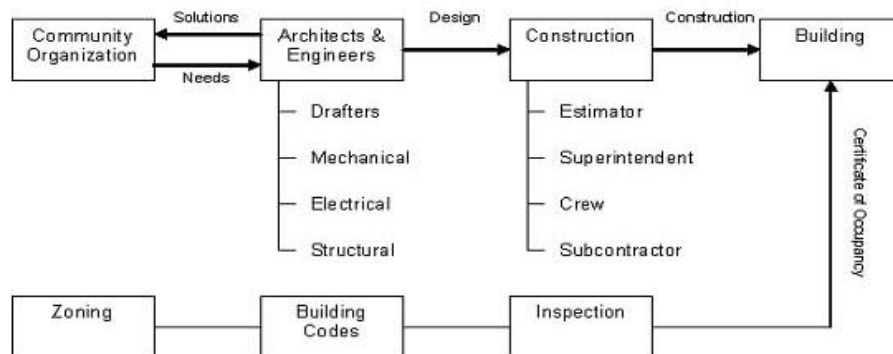 Solutions
Design
Construction
Community
Organization
Architects &
Engineers
Construction
Building
Needs
Drafters
Mechanical
Electrical
Structural
Estimator
Superintendent
Crew
Subcontractor
Certificate of Occupancy
Zoning
Building
Codes
Inspection